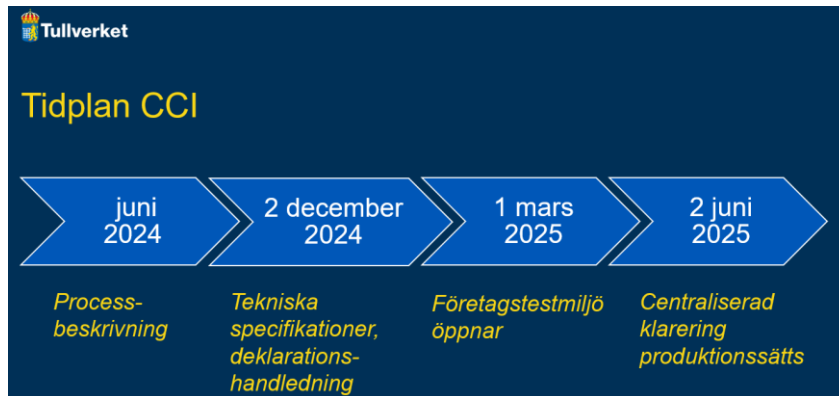 Tullverket
Tidplan CCI
juni
2024
2 december
2024
1 mars
2025
2 juni
2025
Process-
beskrivning
Tekniska
specifikationer,
deklarations-
handledning
Företagstestmiljö
öppnar
Centraliserad
klarering
produktionssätts